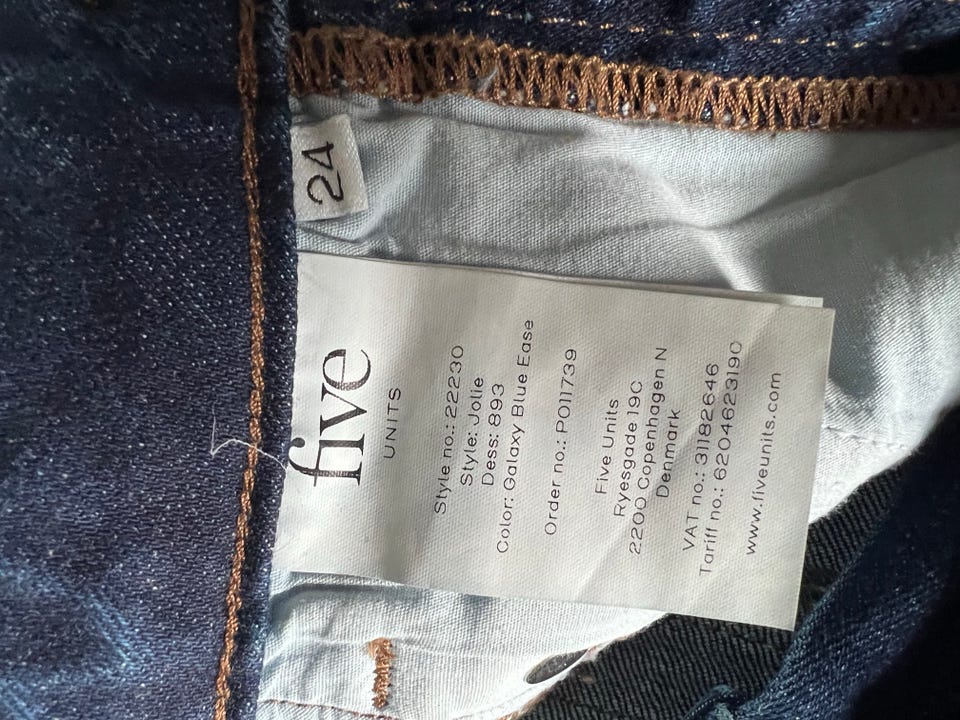 24
five
UNITS
Style no.: 22230
Style: Jolie
Dess: 893
Color: Galaxy Blue Ease
Order no.: PO11739
Five Units
Ryesgade 19C
2200 Copenhagen N
Denmark
VAT no.: 31182646
Tariff no.: 620462319C
www.fiveunits.com